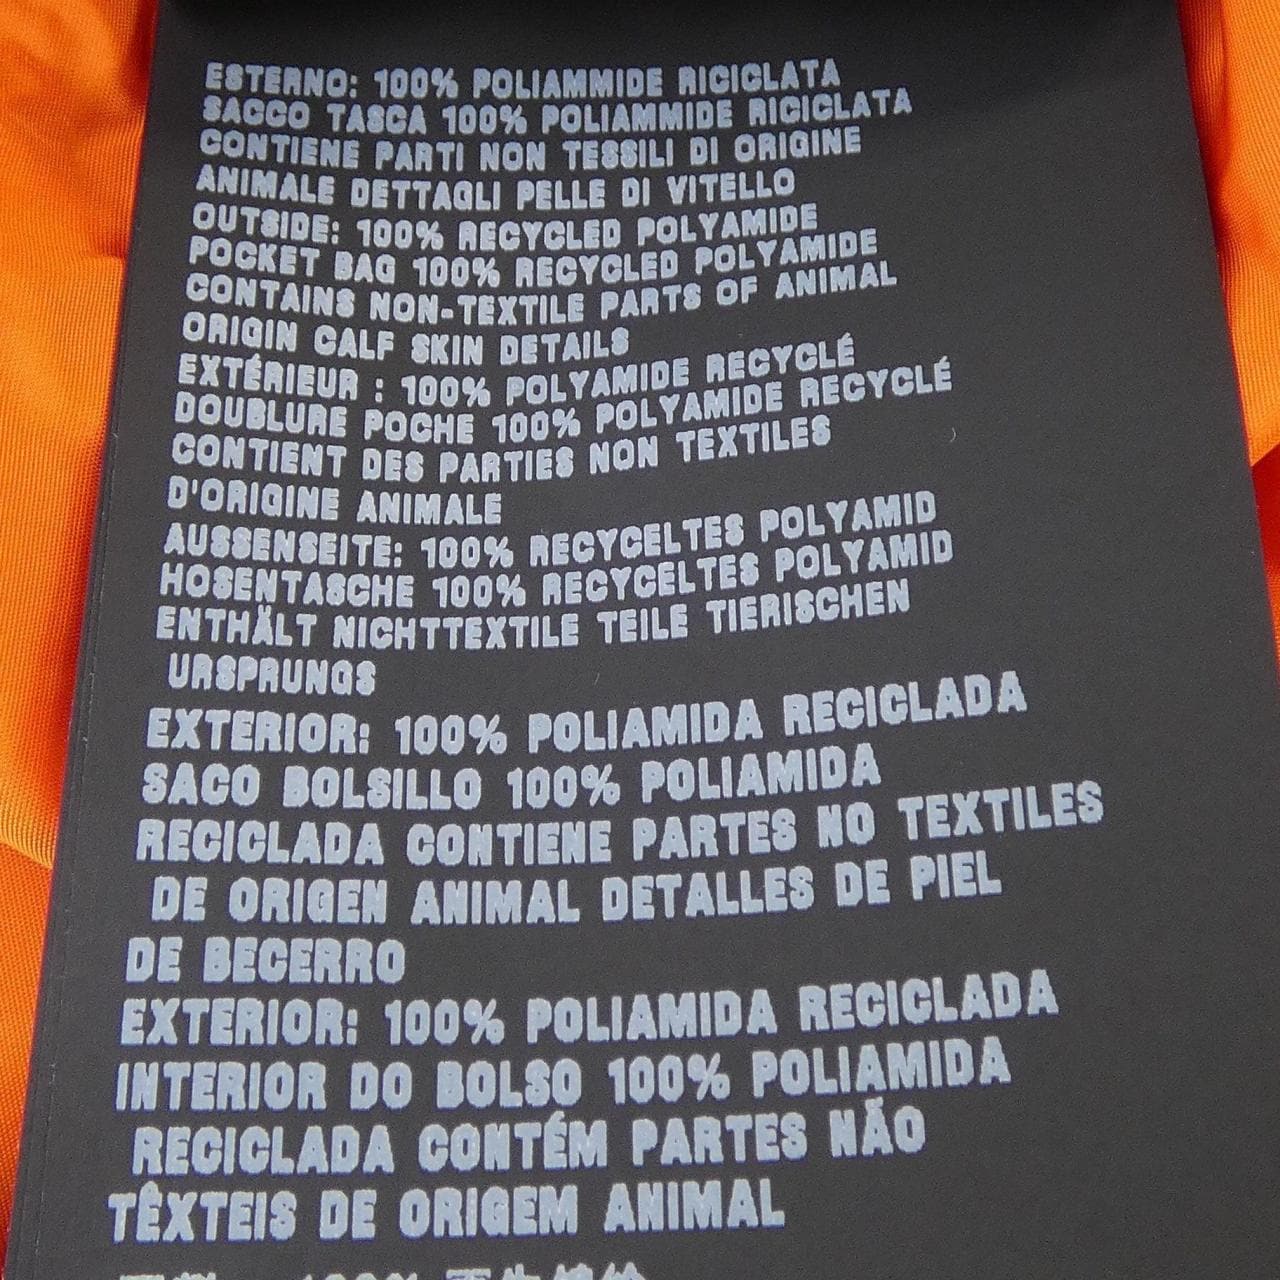 ESTERNO: 100% POLIAMMIDE RICICLATA
SACCO TASCA 100% POLIAMMIDE RICICLATA
CONTIENE PARTI NON TESSILI DI ORIGINE
ANIMALE DETTAGLI PELLE DI VITELLO
OUTSIDE: 100% RECYCLED POLYAMIDE
POCKET BAG 100% RECYCLED POLYAMIDE
CONTAINS NON-TEXTILE PARTS OF ANIMAL
ORIGIN CALF SKIN DETAILS
EXTÉRIEUR : 100% POLYAMIDE RECYCLÉ
DOUBLURE POCHE 100% POLYAMIDE RECYCLÉ
CONTIENT DES PARTIES NON TEXTILES
D'ORIGINE ANIMALE
AUSSENSEITE: 100% RECYCELTES POLYAMID
HOSENTASCHE 100% RECYCELTES POLYAMID
ENTHÄLT NICHTTEXTILE TEILE TIERISCHEN
URSPRUNGS
EXTERIOR: 100% POLIAMIDA RECICLADA
SACO BOLSILLO 100% POLIAMIDA
RECICLADA CONTIENE PARTES NO TEXTILES
DE ORIGEN ANIMAL DETALLES DE PIEL
DE BECERRO
EXTERIOR: 100% POLIAMIDA RECICLADA
INTERIOR DO BOLSO 100% POLIAMIDA
RECICLADA CONTÉM PARTES NÃO
TÊXTEIS DE ORIGEM ANIMAL
100%